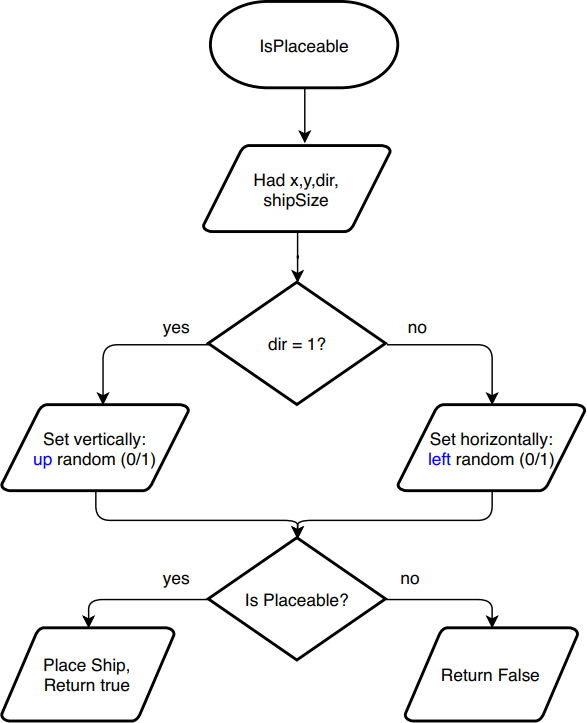 IsPlaceable
Had x,y,dir,
shipSize
yes
no
dir = 1?
Set vertically:
up random (0/1)
Set horizontally:
left random (0/1)
yes
no
Is Placeable?
Place Ship,
Return true
Return False